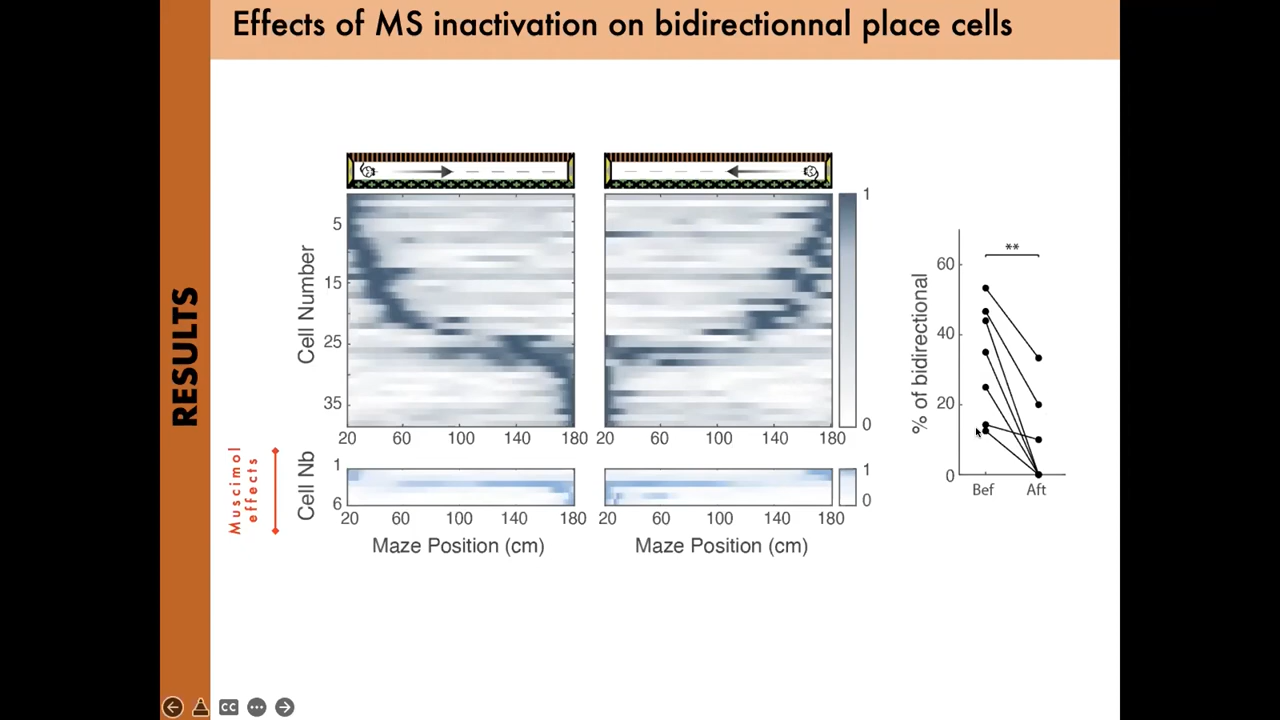 Effects of MS inactivation on bidirectionnal place cells
RESULTS
Cell Number
5
15
25
35
20 60 100 140 180
20 60 100 140 180
1
0
Muscimol
effects
Cell Nb
1
6
20 60 100 140 180
20 60 100 140 180
1
0
Maze Position (cm)
Maze Position (cm)
% of bidirectional
60
40
20
0
**
Bef Aft
CC